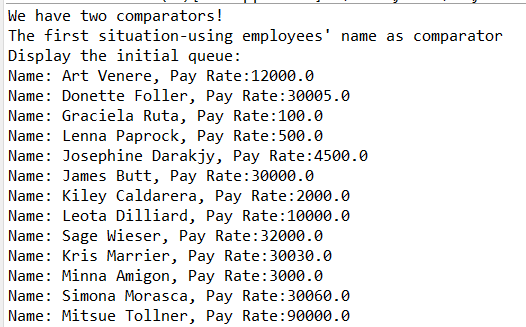 We have two comparators!
The first situation-using employees' name as comparator
Display the initial queue:
Name: Art Venere, Pay Rate:12000.0
Name: Donette Foller, Pay Rate:30005.0
Name: Graciela Ruta, Pay Rate:100.0
Name: Lenna Paprock, Pay Rate:500.0
Name: Josephine Darakjy, Pay Rate:4500.0
Name: James Butt, Pay Rate:30000.0
Name: Kiley Caldarera, Pay Rate:2000.0
Name: Leota Dilliard, Pay Rate:10000.0
Name: Sage Wieser, Pay Rate:32000.0
Name: Kris Marrier, Pay Rate:30030.0
Name: Minna Amigon, Pay Rate:3000.0
Name: Simona Morasca, Pay Rate:30060.0
Name: Mitsue Tollner, Pay Rate:90000.0